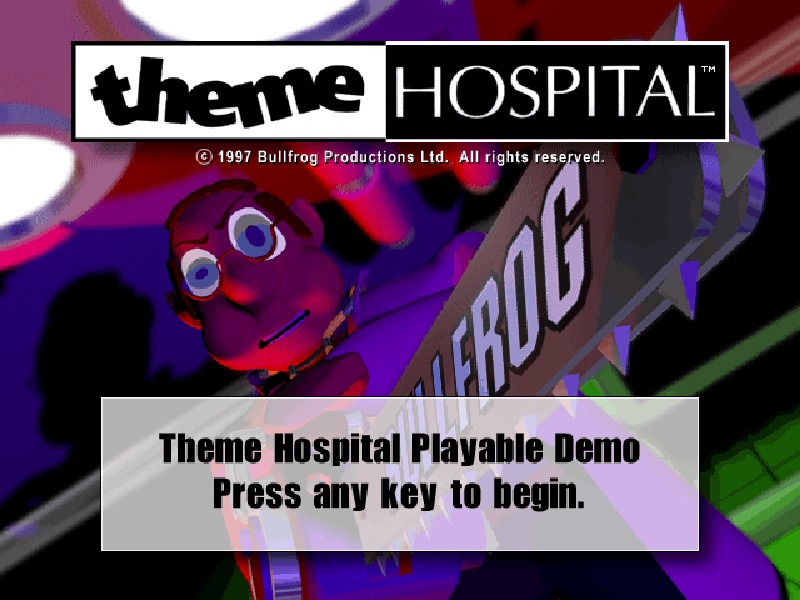 theme HOSPITAL™
© 1997 Bullfrog Productions Ltd. All rights reserved.
BULLFROG
Theme Hospital Playable Demo
Press any key to begin.